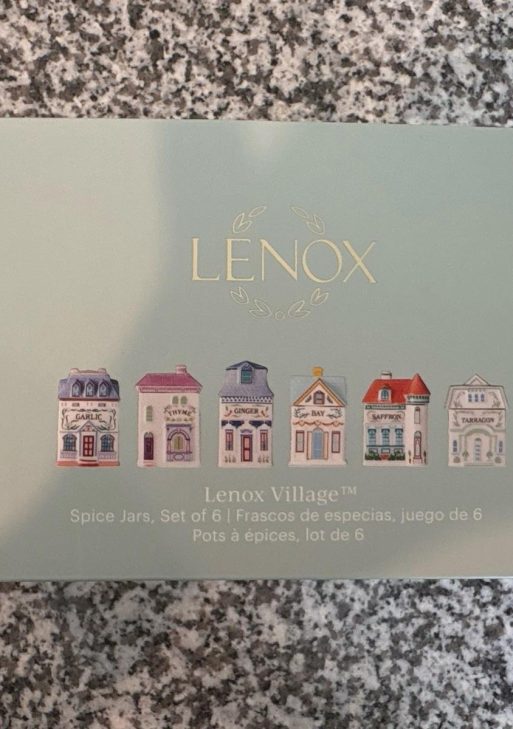 LENOX
GARLIC
THYME
GINGER
BAY
SAFFRON
TARRAGON
Lenox Village™
Spice Jars, Set of 6 | Frascos de especias, juego de 6
Pots à épices, lot de 6